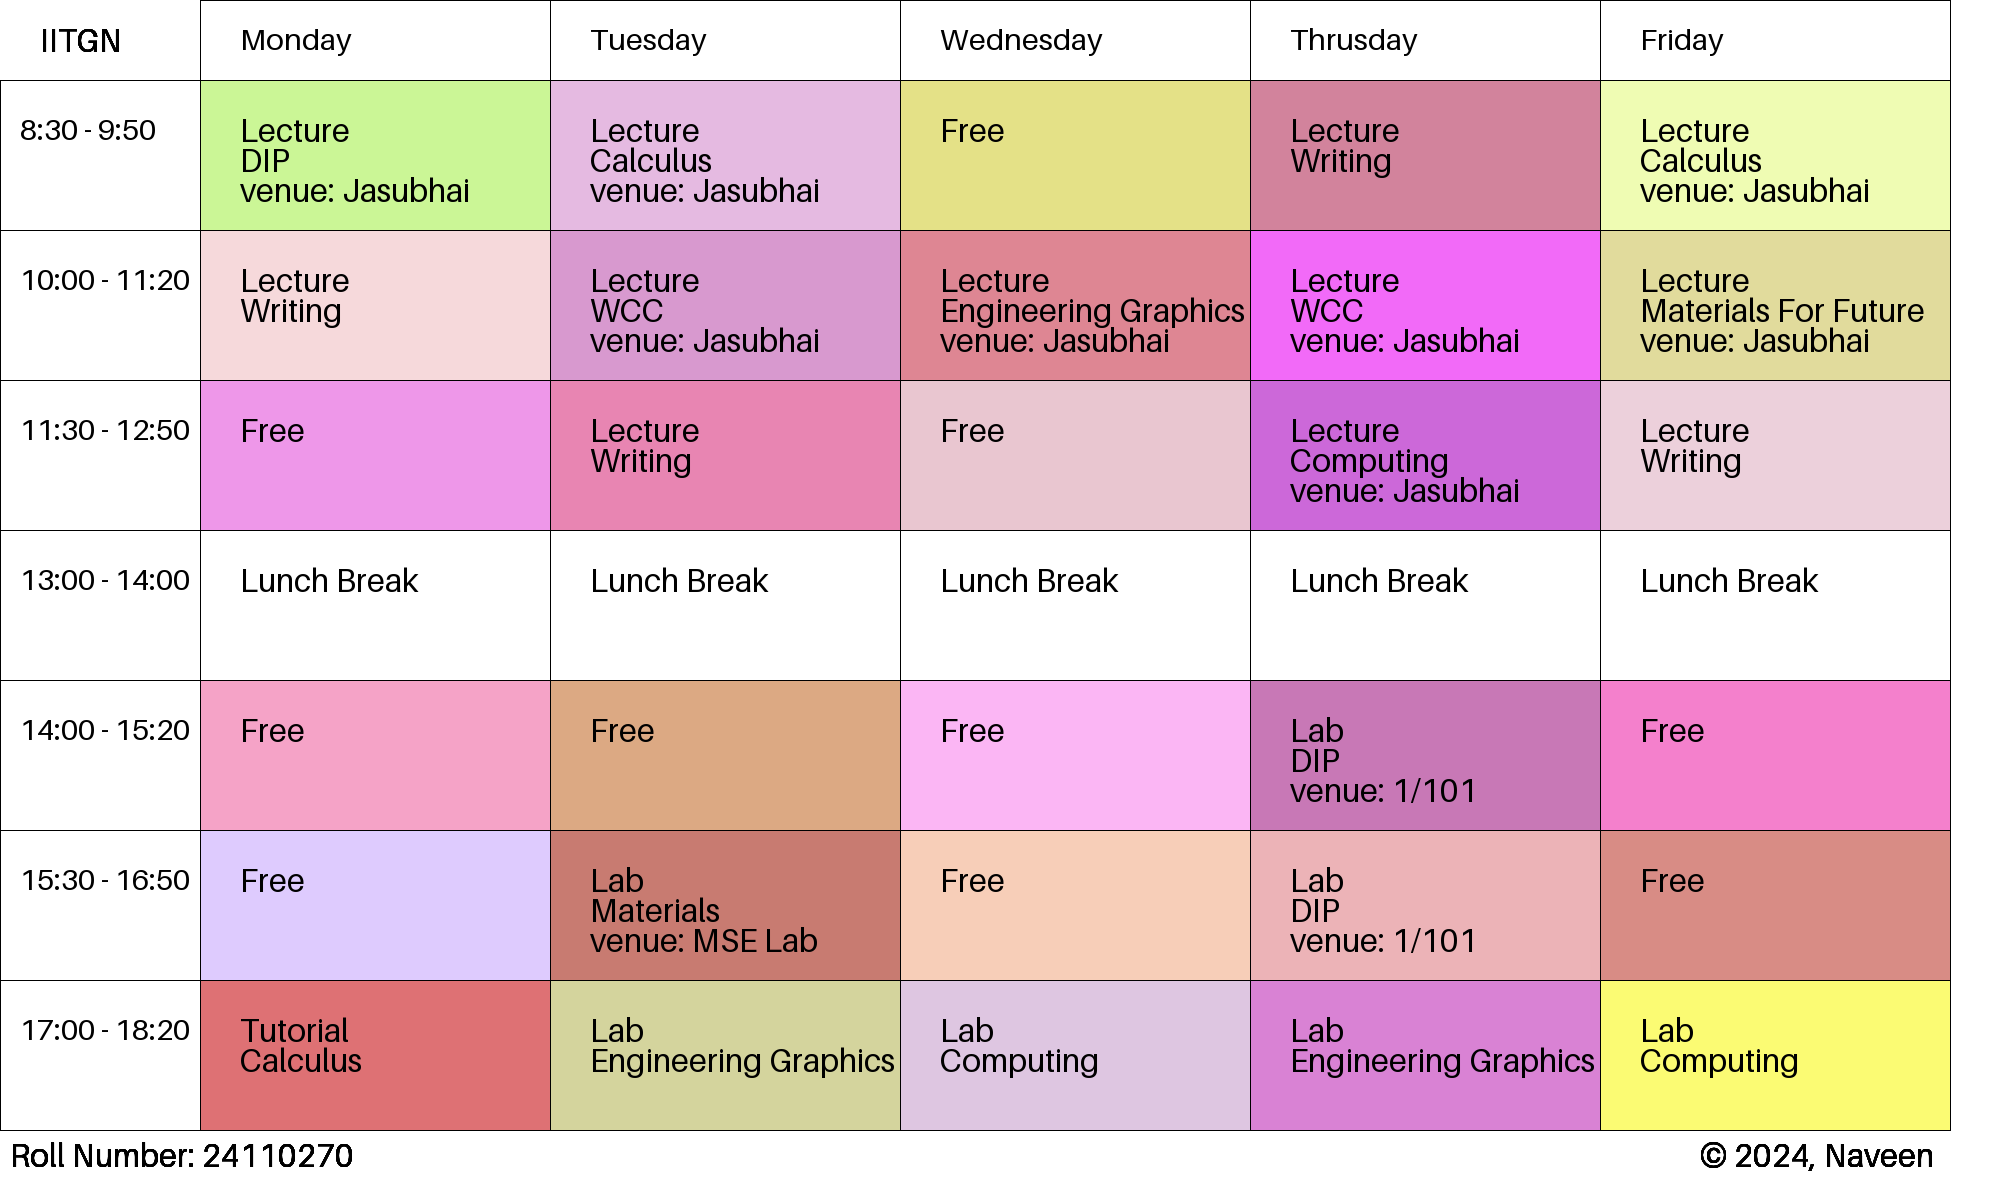 IITGN Monday Tuesday Wednesday Thrusday Friday
8:30 - 9:50
Lecture
DIP
venue: Jasubhai
Lecture
Calculus
venue: Jasubhai
Free
Lecture
Writing
Lecture
Calculus
venue: Jasubhai
10:00 - 11:20
Lecture
Writing
Lecture
WCC
venue: Jasubhai
Lecture
Engineering Graphics
venue: Jasubhai
Lecture
WCC
venue: Jasubhai
Lecture
Materials For Future
venue: Jasubhai
11:30 - 12:50
Free
Lecture
Writing
Free
Lecture
Computing
venue: Jasubhai
Lecture
Writing
13:00 - 14:00
Lunch Break
Lunch Break
Lunch Break
Lunch Break
Lunch Break
14:00 - 15:20
Free
Free
Free
Lab
DIP
venue: 1/101
Free
15:30 - 16:50
Free
Lab
Materials
venue: MSE Lab
Free
Lab
DIP
venue: 1/101
Free
17:00 - 18:20
Tutorial
Calculus
Lab
Engineering Graphics
Lab
Computing
Lab
Engineering Graphics
Lab
Computing
Roll Number: 24110270
© 2024, Naveen